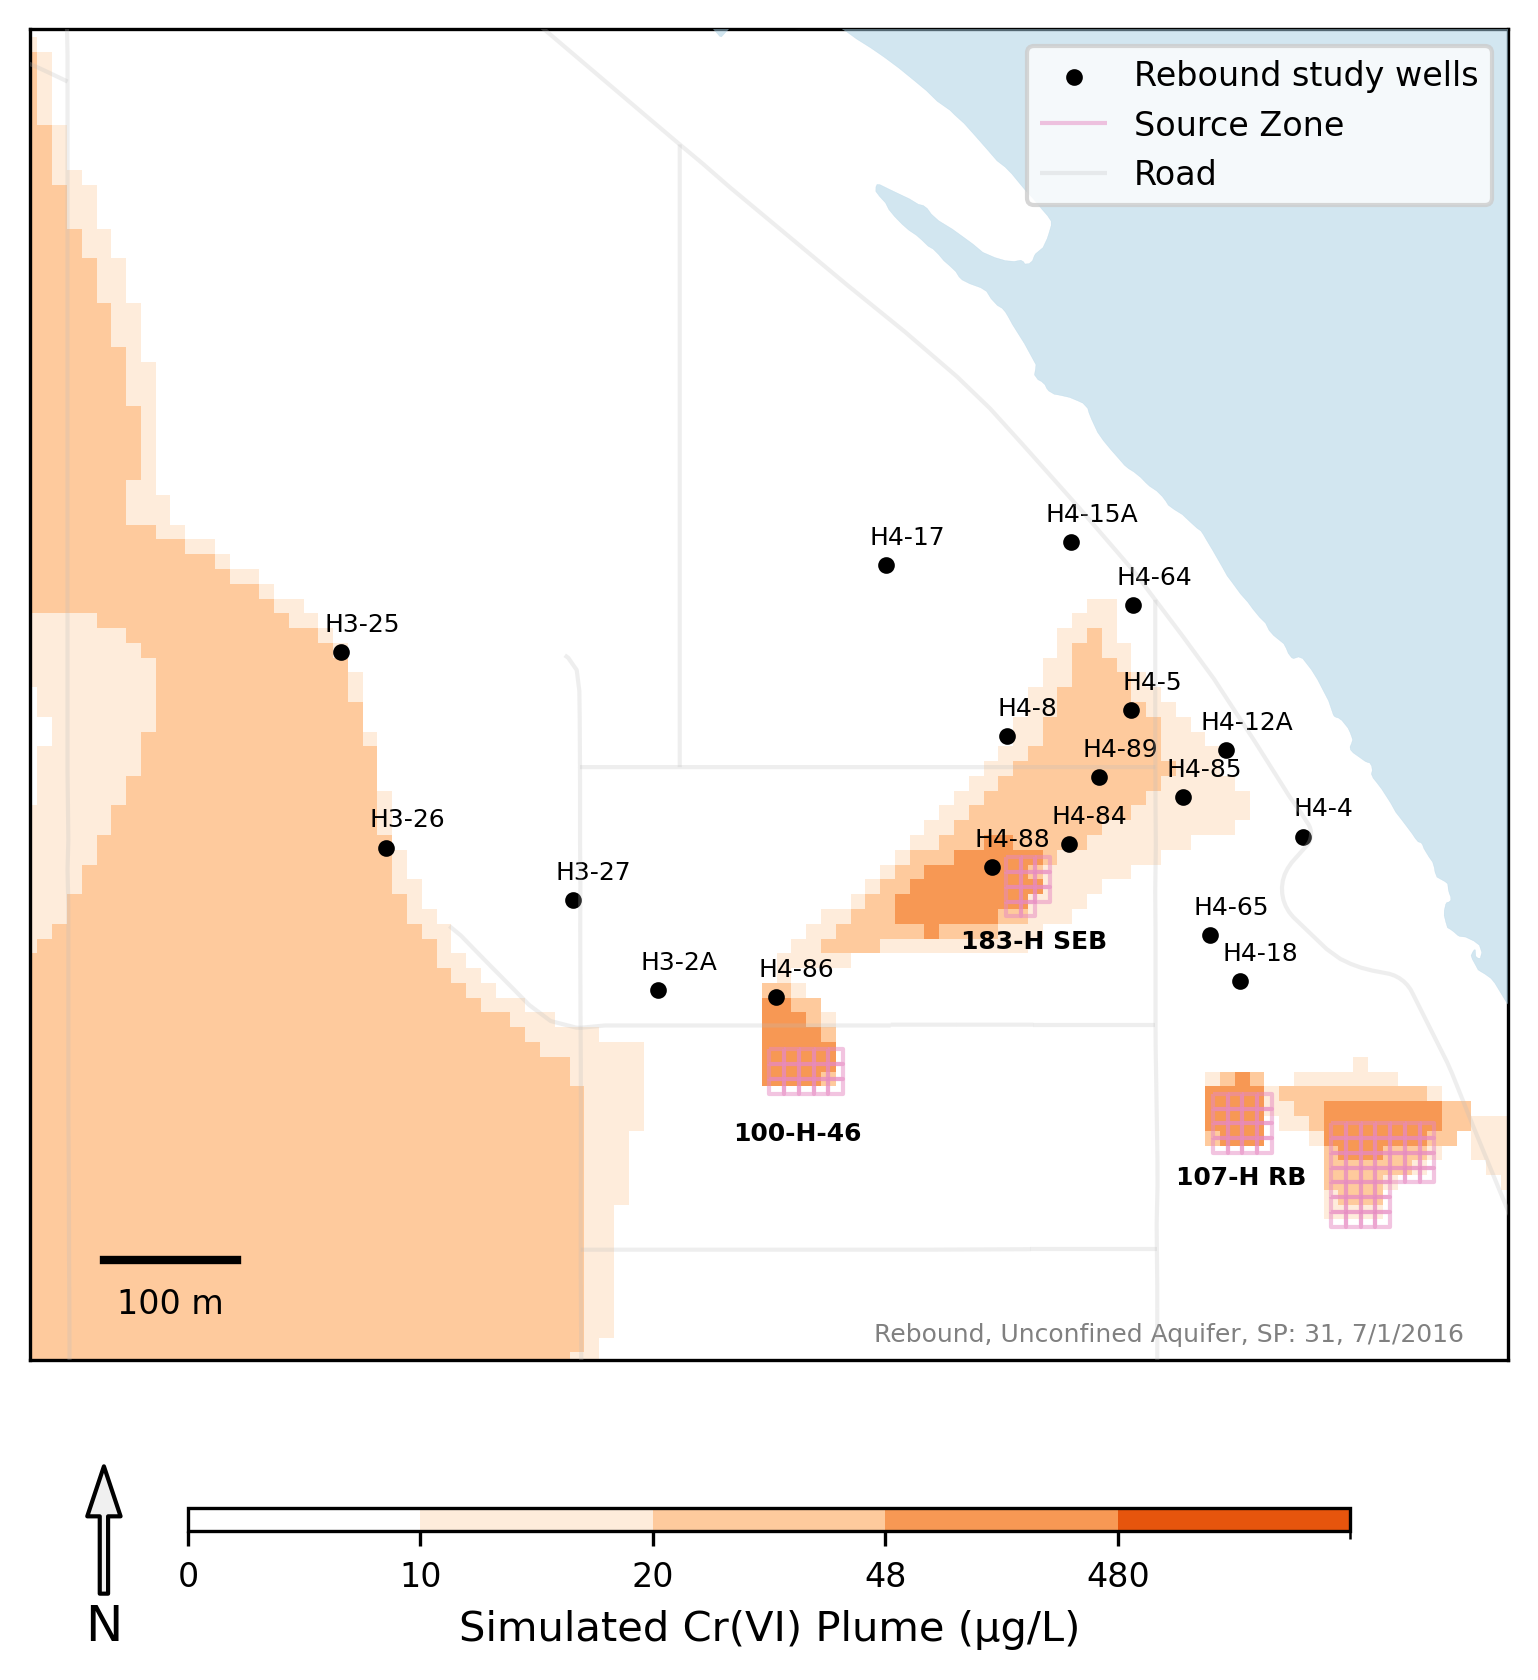 Rebound study wells
Source Zone
Road
H4-15A
H4-17
H4-64
H3-25
H4-5
H4-8
H4-12A
H4-89
H4-85
H4-4
H4-84
H3-26
H4-88
H3-27
H4-65
183-H SEB
H4-18
H3-2A
H4-86
100-H-46
107-H RB
100 m
Rebound, Unconfined Aquifer, SP: 31, 7/1/2016
0 10 20 48 480
N
Simulated Cr(VI) Plume (µg/L)